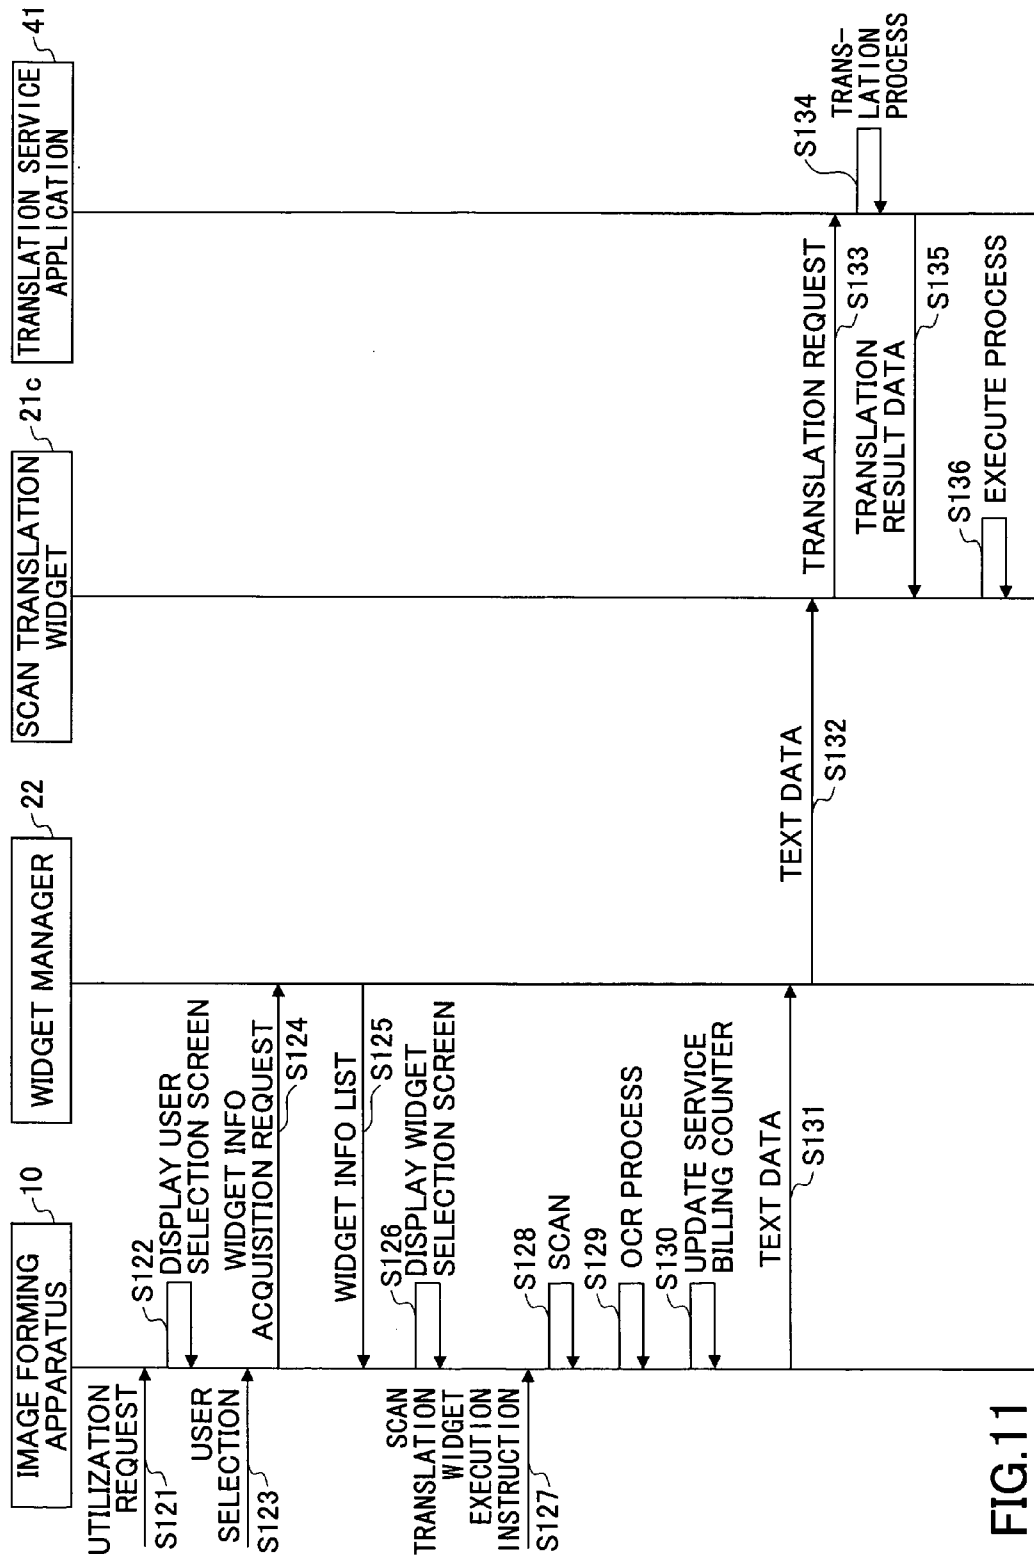 FIG.11
IMAGE FORMING
APPARATUS
10
WIDGET MANAGER
22
SCAN TRANSLATION
WIDGET
21c
TRANSLATION SERVICE
APPLICATION
41
UTILIZATION
REQUEST
S121
S122
DISPLAY USER
SELECTION SCREEN
USER
SELECTION
S123
WIDGET INFO
ACQUISITION REQUEST
S124
WIDGET INFO LIST
S125
S126
DISPLAY WIDGET
SELECTION SCREEN
SCAN
TRANSLATION
WIDGET
EXECUTION
INSTRUCTION
S127
S128
SCAN
S129
OCR PROCESS
S130
UPDATE SERVICE
BILLING COUNTER
TEXT DATA
S131
TEXT DATA
S132
TRANSLATION REQUEST
S133
S134
TRANS-
LATION
PROCESS
TRANSLATION
RESULT DATA
S135
S136
EXECUTE PROCESS